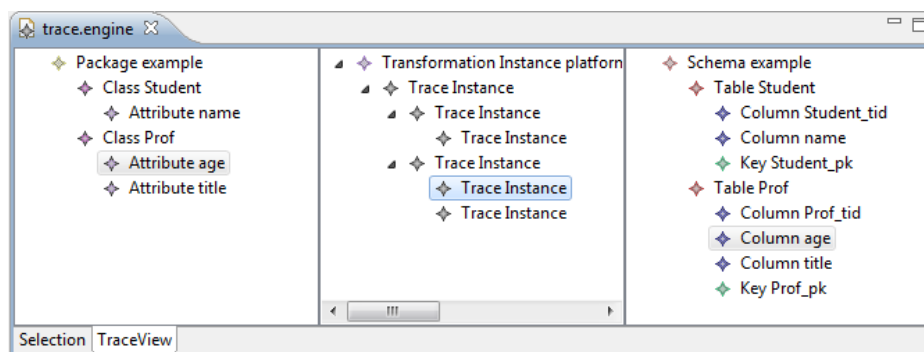 trace.engine
Package example
Class Student
Attribute name
Class Prof
Attribute age
Attribute title
Transformation Instance platforn
Trace Instance
Trace Instance
Trace Instance
Trace Instance
Trace Instance
Trace Instance
Schema example
Table Student
Column Student_tid
Column name
Key Student_pk
Table Prof
Column Prof_tid
Column age
Column title
Key Prof_pk
Selection TraceView